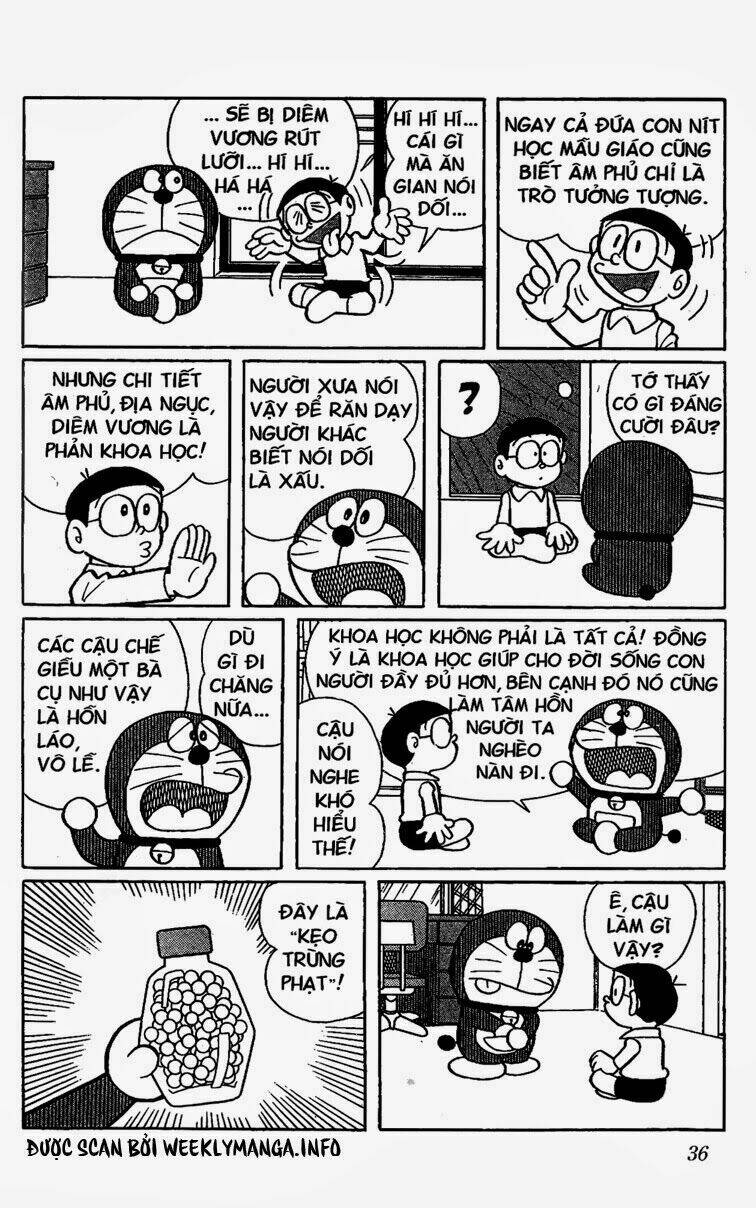 NGAY CẢ ĐỨA CON NÍT
HỌC MẪU GIÁO CŨNG
BIẾT ÂM PHỦ CHỈ LÀ
TRÒ TƯỞNG TƯỢNG.
HÍ HÍ HÍ...
CÁI GÌ
MÀ ĂN
GIAN NÓI
DỐI...
... SẼ BỊ DIÊM
VƯƠNG RÚT
LƯỠI... HÍ HÍ...
HÁ HÁ
...
TỚ THẤY
CÓ GÌ ĐÁNG
CƯỜI ĐÂU?
?
NGƯỜI XƯA NÓI
VẬY ĐỂ RĂN DẠY
NGƯỜI KHÁC
BIẾT NÓI DỐI
LÀ XẤU.
NHƯNG CHI TIẾT
ÂM PHỦ, ĐỊA NGỤC,
DIÊM VƯƠNG LÀ
PHẢN KHOA HỌC!
KHOA HỌC KHÔNG PHẢI LÀ TẤT CẢ! ĐỒNG
Ý LÀ KHOA HỌC GIÚP CHO ĐỜI SỐNG CON
NGƯỜI ĐẦY ĐỦ HƠN, BÊN CẠNH ĐÓ NÓ CŨNG
LÀM TÂM HỒN
NGƯỜI TA
NGHÈO
NÀN ĐI.
CẬU
NÓI
NGHE
KHÓ
HIỂU
THẾ!
DÙ
GÌ ĐI
CHĂNG
NỮA...
CÁC CẬU CHẾ
GIỄU MỘT BÀ
CỤ NHƯ VẬY
LÀ HỖN
LÁO,
VÔ LỄ.
Ê, CẬU
LÀM GÌ
VẬY?
ĐÂY LÀ
"KẸO
TRỪNG
PHẠT"!
ĐƯỢC SCAN BỞI WEEKLYMANGA.INFO
36